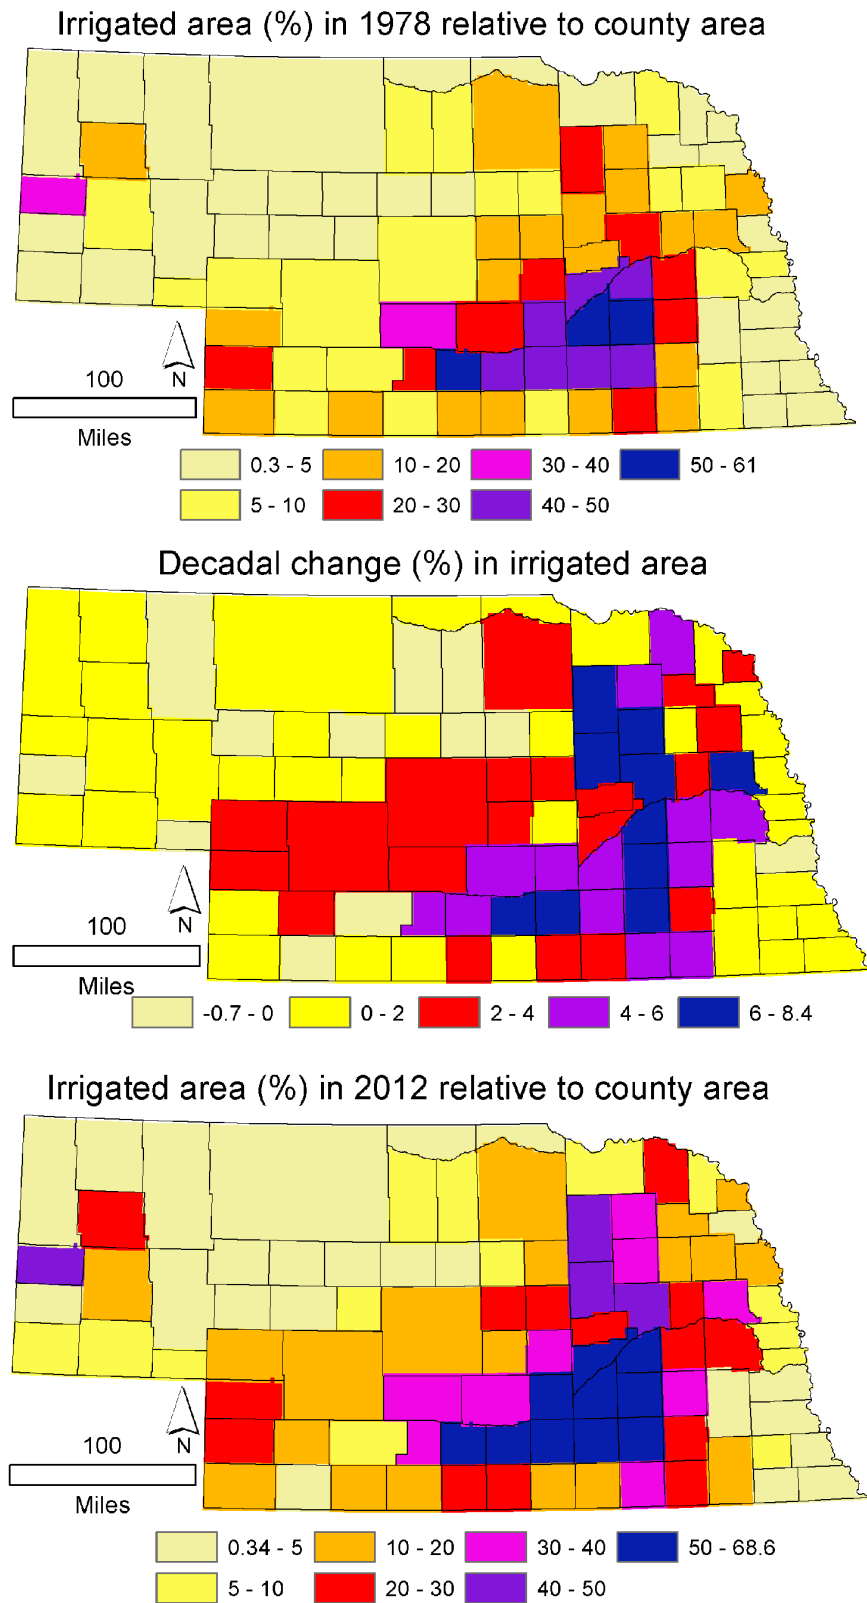 Irrigated area (%) in 1978 relative to county area
100
N
Miles
0.3 - 5 10 - 20 30 - 40 50 - 61
5 - 10 20 - 30 40 - 50
Decadal change (%) in irrigated area
100
N
Miles
-0.7 - 0 0 - 2 2 - 4 4 - 6 6 - 8.4
Irrigated area (%) in 2012 relative to county area
100
N
Miles
0.34 - 5 10 - 20 30 - 40 50 - 68.6
5 - 10 20 - 30 40 - 50